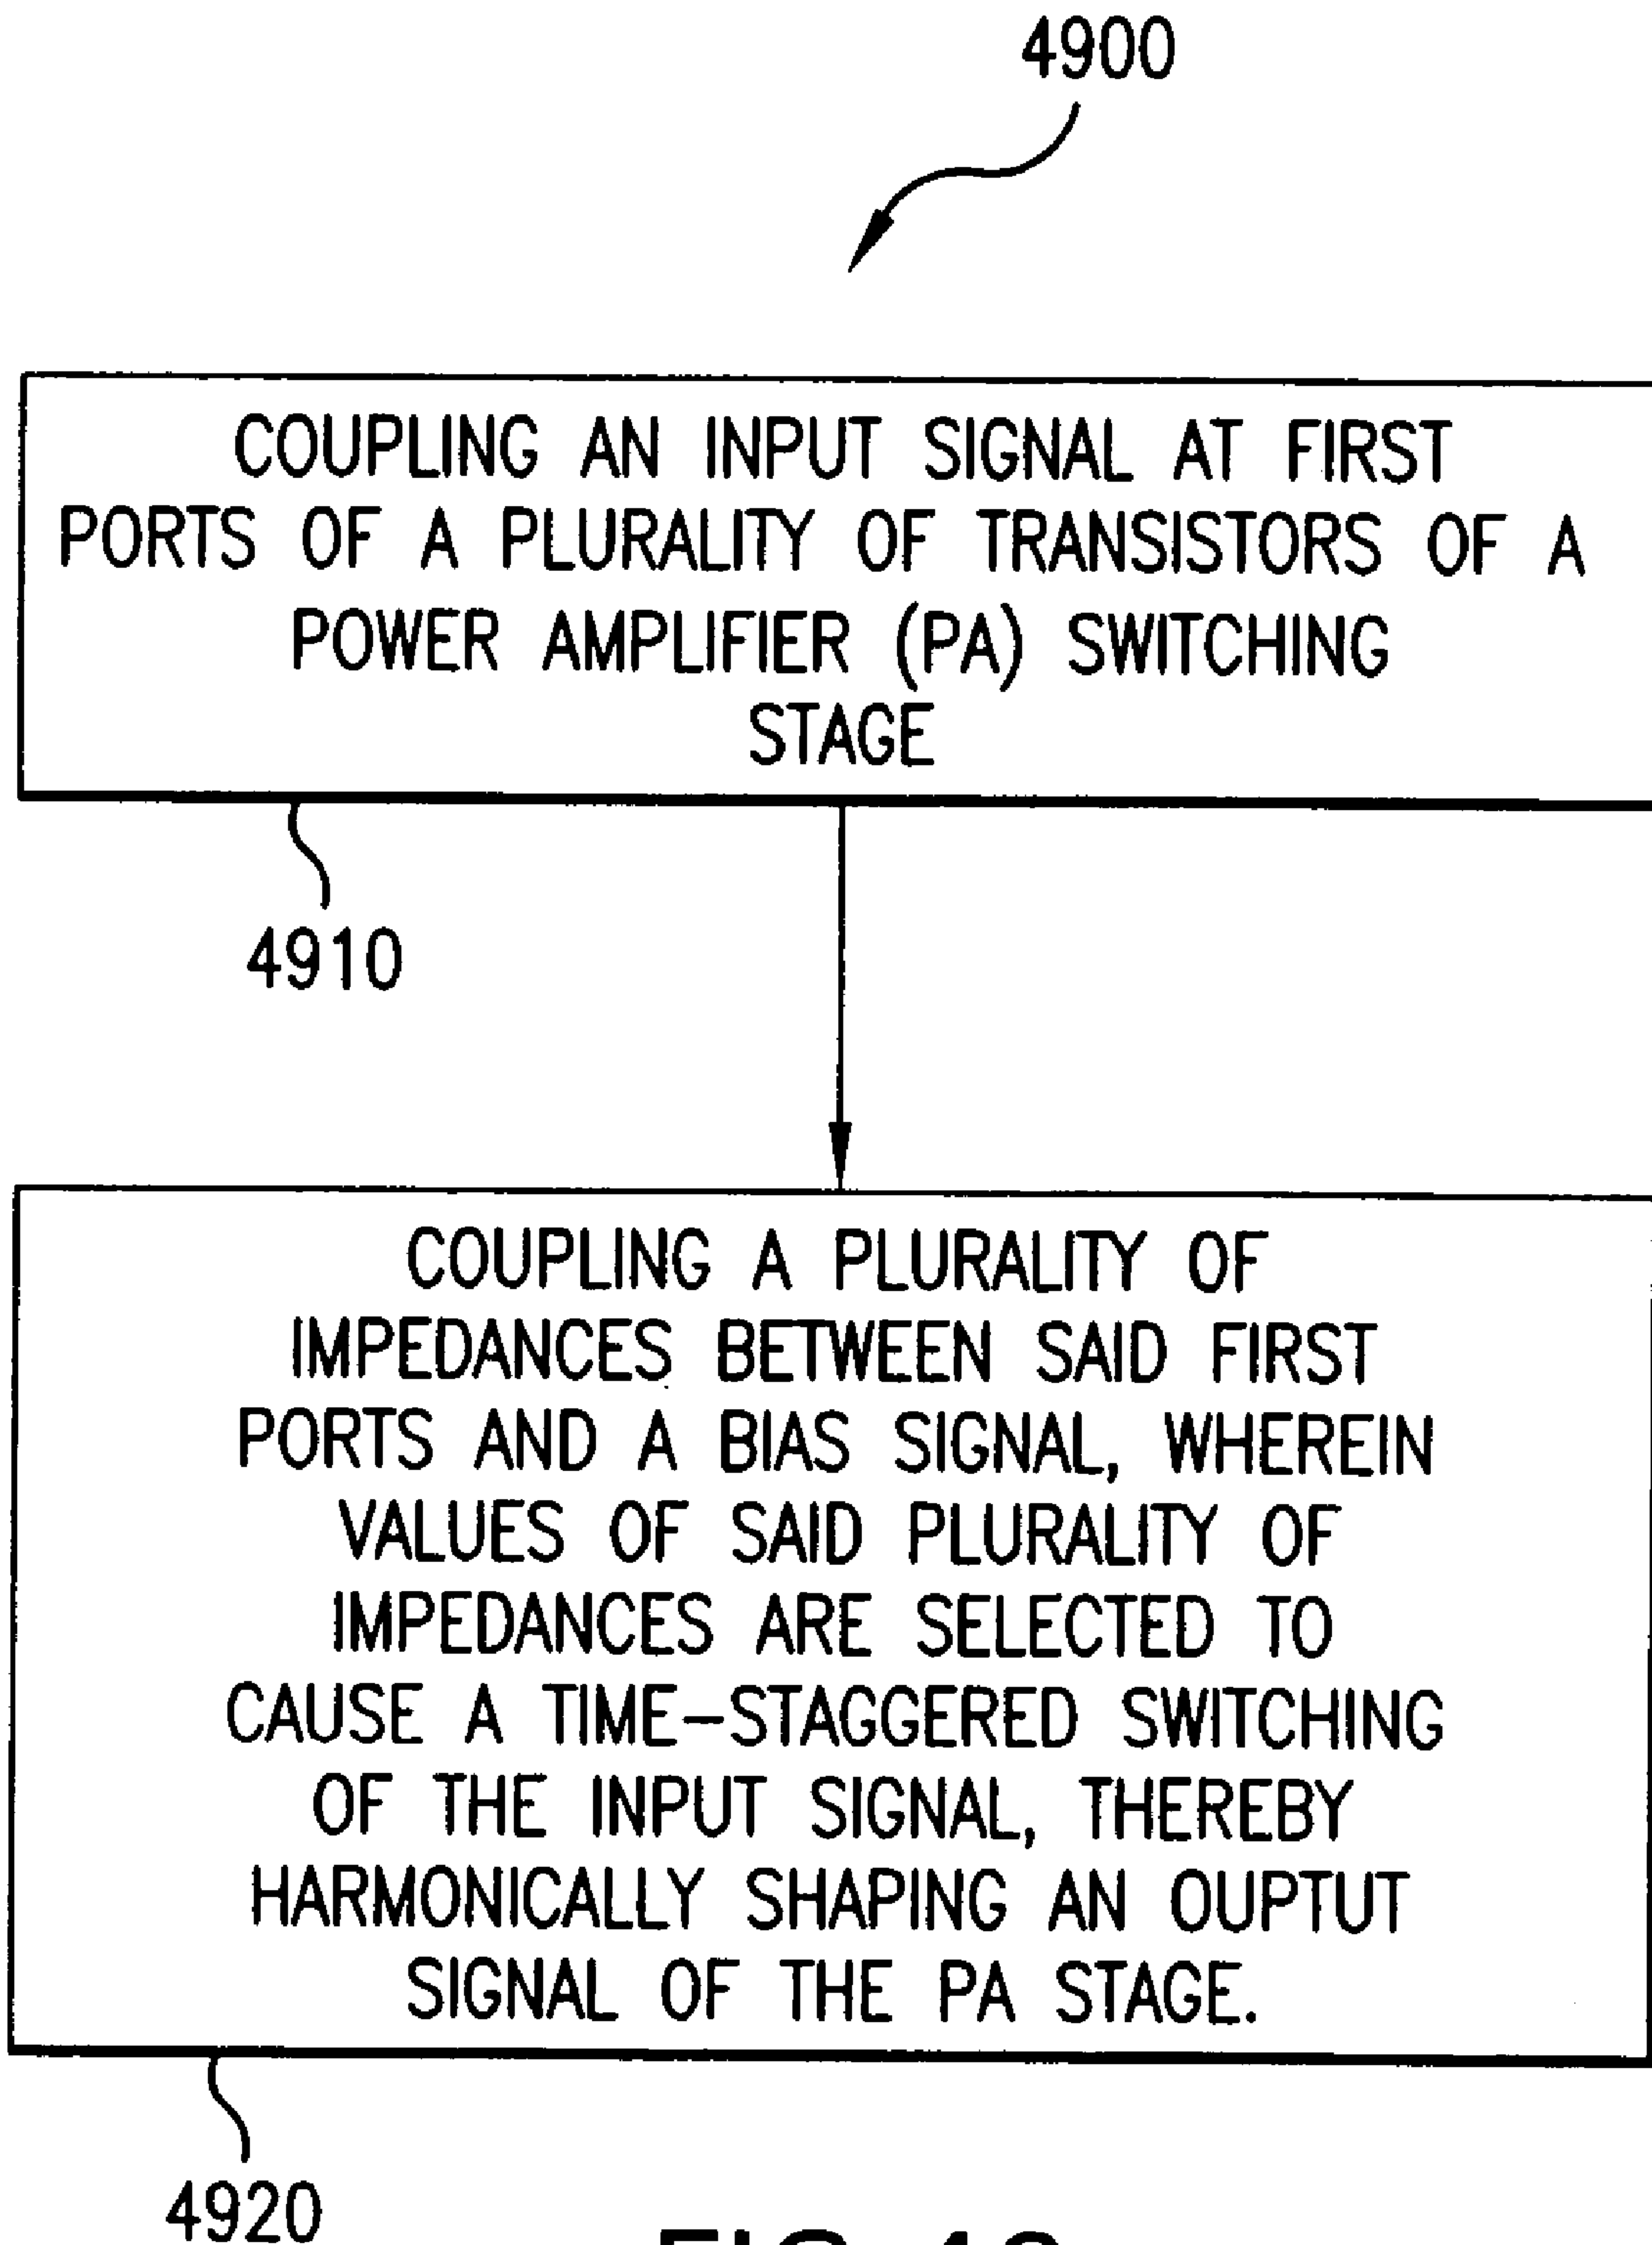 4900
COUPLING AN INPUT SIGNAL AT FIRST
PORTS OF A PLURALITY OF TRANSISTORS OF A
POWER AMPLIFIER (PA) SWITCHING
STAGE
4910
COUPLING A PLURALITY OF
IMPEDANCES BETWEEN SAID FIRST
PORTS AND A BIAS SIGNAL, WHEREIN
VALUES OF SAID PLURALITY OF
IMPEDANCES ARE SELECTED TO
CAUSE A TIME-STAGGERED SWITCHING
OF THE INPUT SIGNAL, THEREBY
HARMONICALLY SHAPING AN OUPTUT
SIGNAL OF THE PA STAGE.
4920